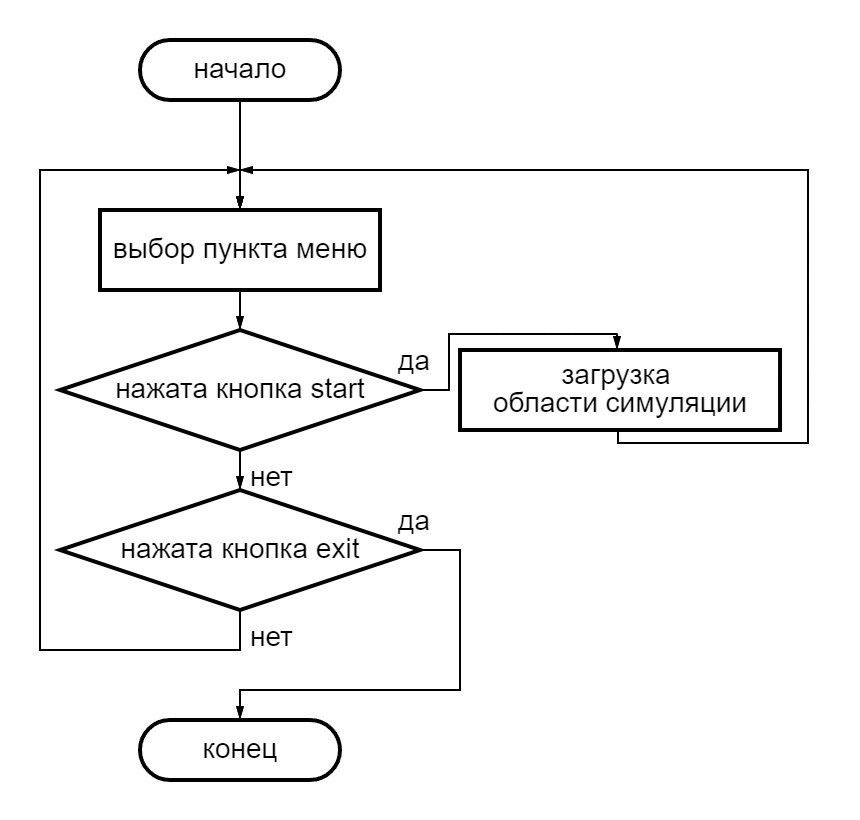 начало
выбор пункта меню
нажата кнопка start
да
загрузка
области симуляции
нет
нажата кнопка exit
да
нет
конец